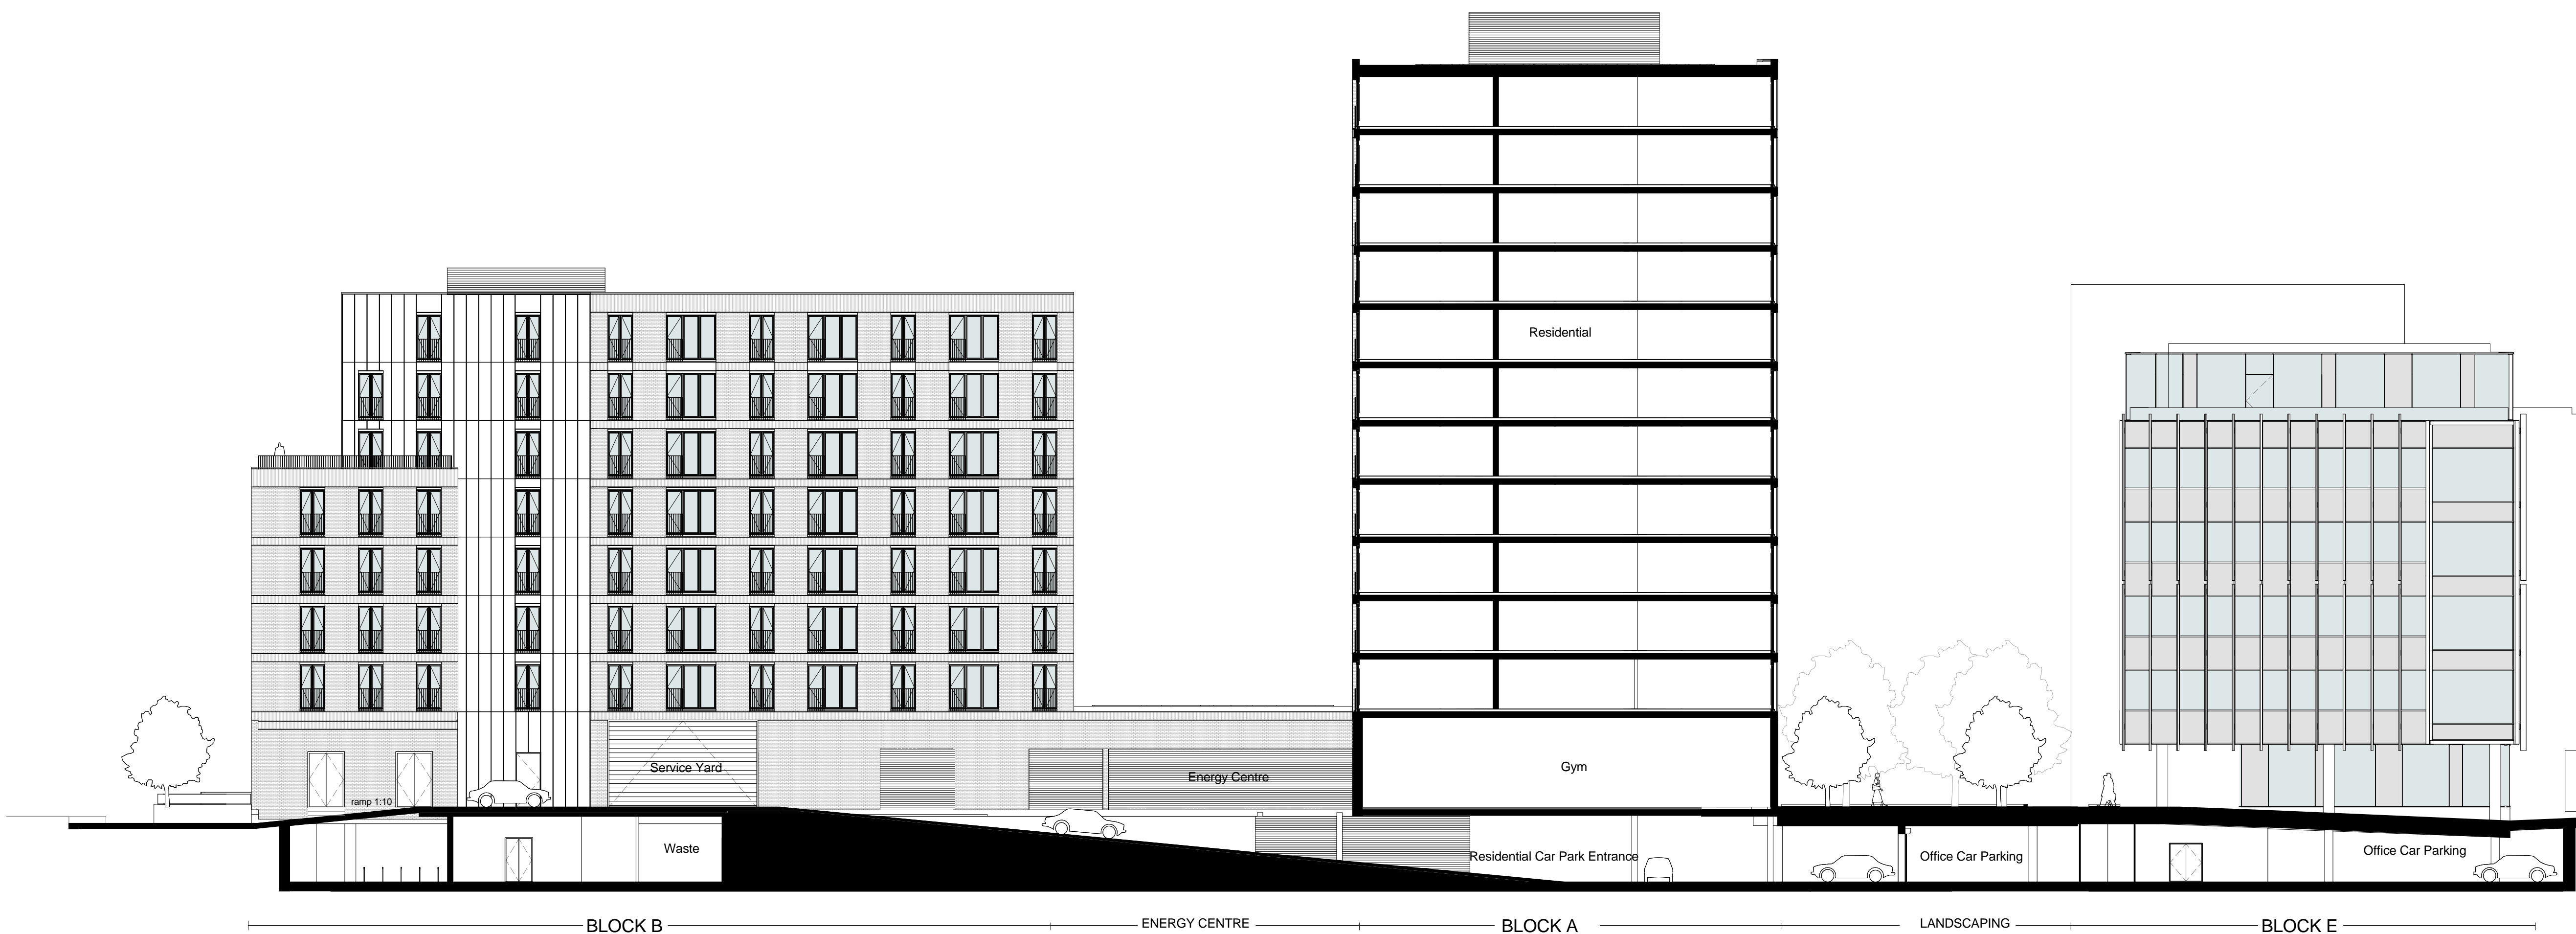 Residential
Service Yard
Energy Centre
Gym
ramp 1:10
Waste
Residential Car Park Entrance
Office Car Parking
Office Car Parking
BLOCK B
ENERGY CENTRE
BLOCK A
LANDSCAPING
BLOCK E